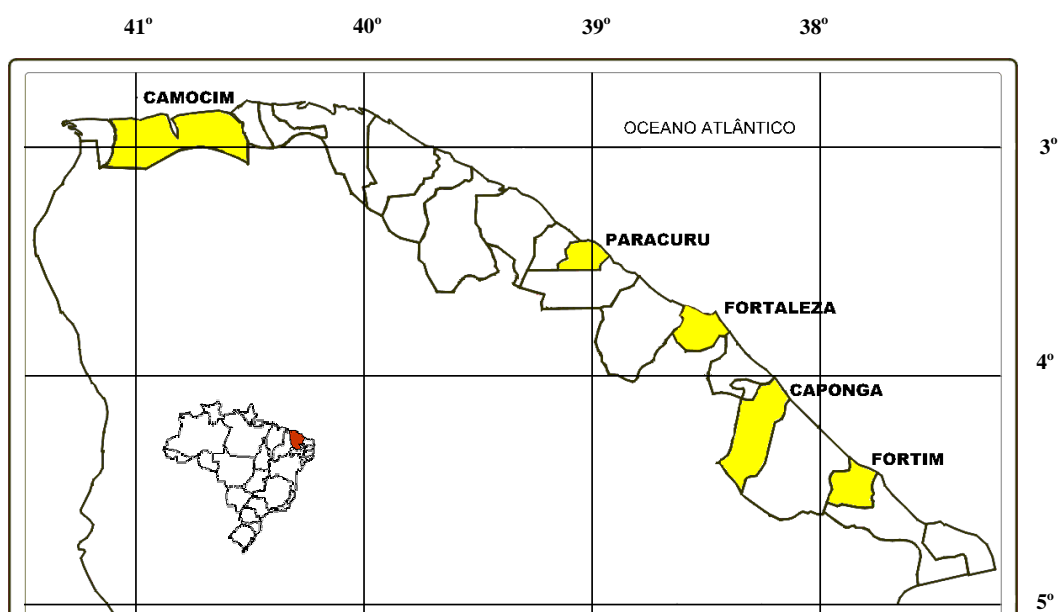 41º 40º 39º 38º
CAMOCIM
OCEANO ATLÂNTICO
3º
PARACURU
FORTALEZA
4º
CAPONGA
FORTIM
5º